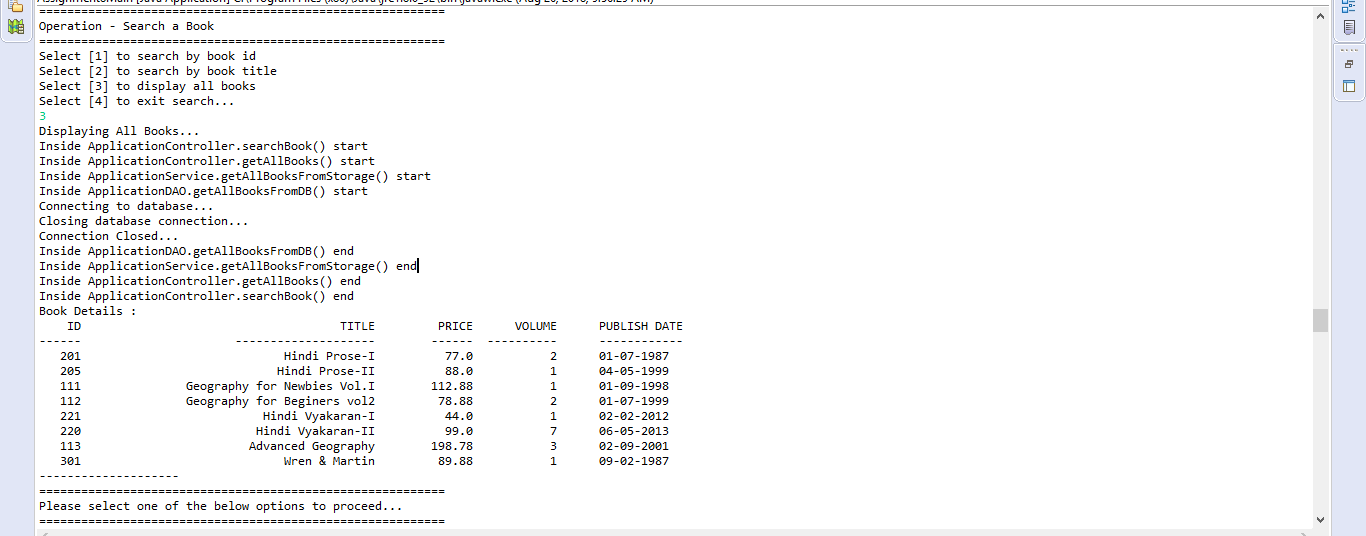 ==========================================================
Operation - Search a Book
==========================================================
Select [1] to search by book id
Select [2] to search by book title
Select [3] to display all books
Select [4] to exit search...
3
Displaying All Books...
Inside ApplicationController.searchBook() start
Inside ApplicationController.getAllBooks() start
Inside ApplicationService.getAllBooksFromStorage() start
Inside ApplicationDAO.getAllBooksFromDB() start
Connecting to database...
Closing database connection...
Connection Closed...
Inside ApplicationDAO.getAllBooksFromDB() end
Inside ApplicationService.getAllBooksFromStorage() end
Inside ApplicationController.getAllBooks() end
Inside ApplicationController.searchBook() end
Book Details :
ID TITLE PRICE VOLUME PUBLISH DATE
------ -------------------- ------ ---------- ------------
201 Hindi Prose-I 77.0 2 01-07-1987
205 Hindi Prose-II 88.0 1 04-05-1999
111 Geography for Newbies Vol.I 112.88 1 01-09-1998
112 Geography for Beginers vol2 78.88 2 01-07-1999
221 Hindi Vyakaran-I 44.0 1 02-02-2012
220 Hindi Vyakaran-II 99.0 7 06-05-2013
113 Advanced Geography 198.78 3 02-09-2001
301 Wren & Martin 89.88 1 09-02-1987
--------------------
==========================================================
Please select one of the below options to proceed...
==========================================================